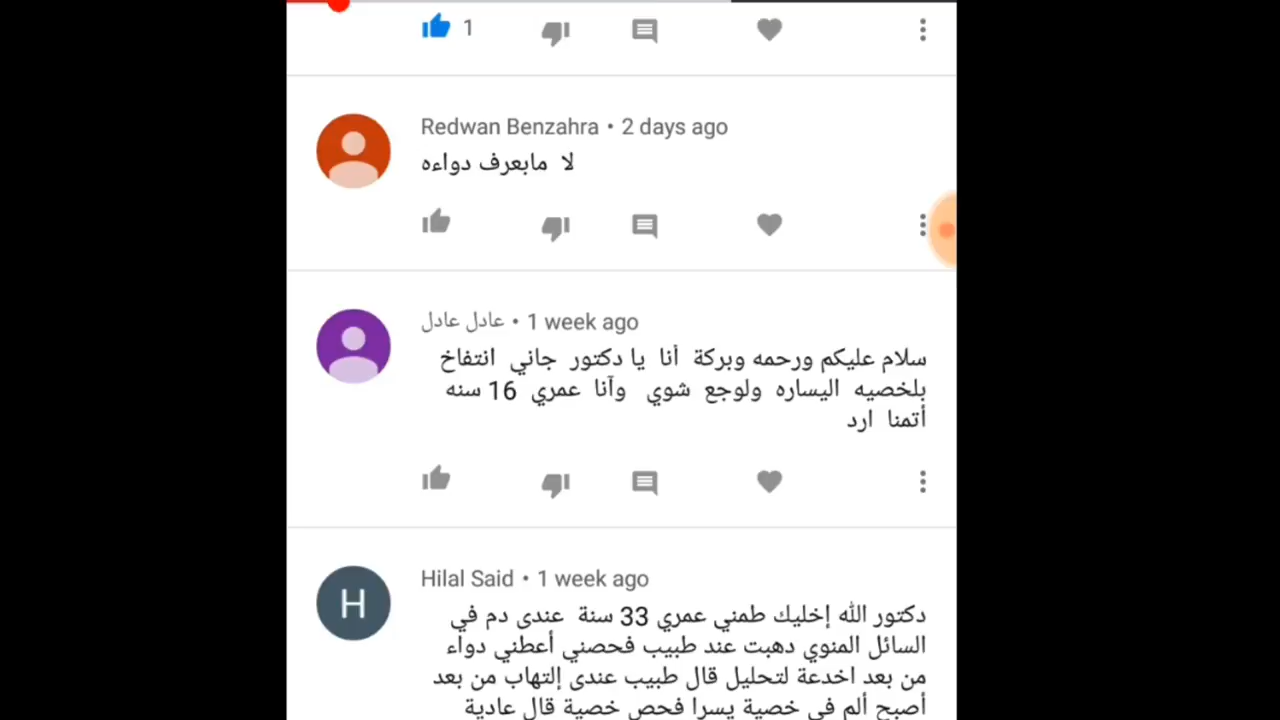 1
Redwan Benzahra • 2 days ago
لا مابعرف دواءه
عادل عادل • 1 week ago
سلام عليكم ورحمه وبركة أنا يا دكتور جاني انتفاخ
بلخصيه اليساره ولوجع شوي وآنا عمري 16 سنه
أتمنا ارد
H
Hilal Said • 1 week ago
دكتور الله إخليك طمني عمري 33 سنة عندى دم في
السائل المنوي دهبت عند طبيب فحصني أعطني دواء
من بعد اخدعة لتحليل قال طبيب عندى إلتهاب من بعد
أصبح ألم في خصية يسرا فحص خصية قال عادية